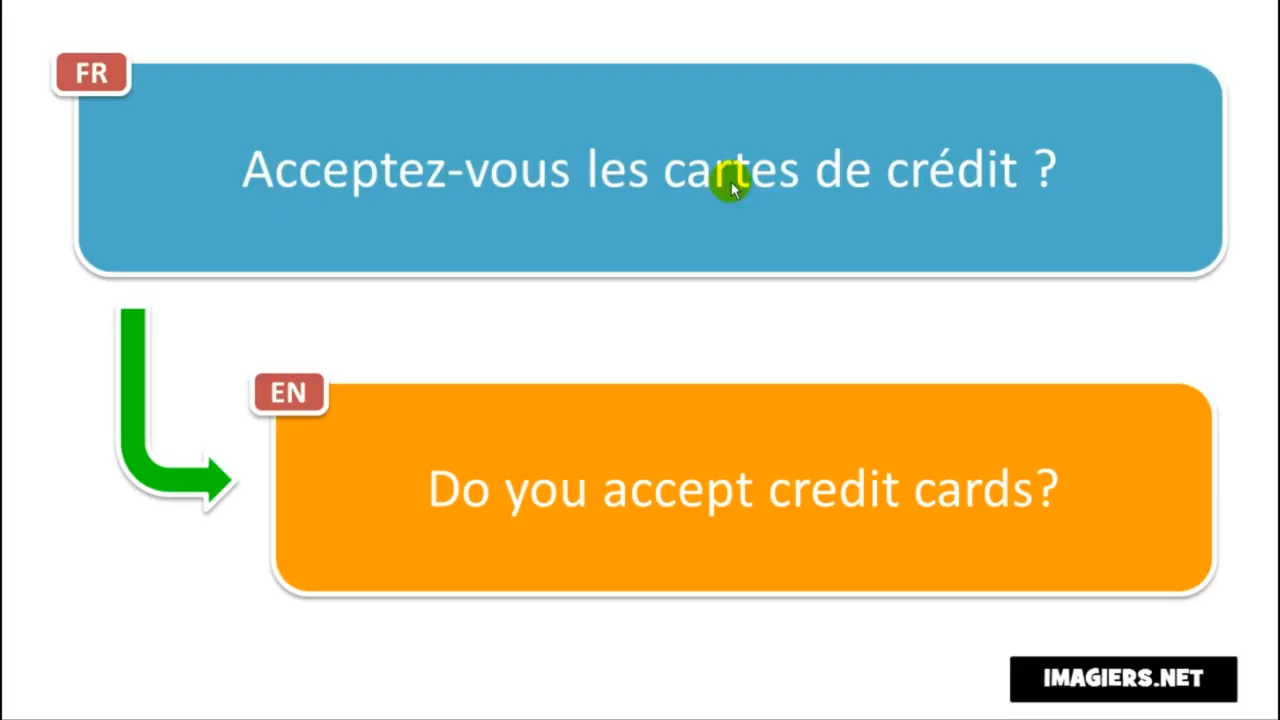 FR
Acceptez-vous les cartes de crédit ?
EN
Do you accept credit cards?
IMAGIERS.NET